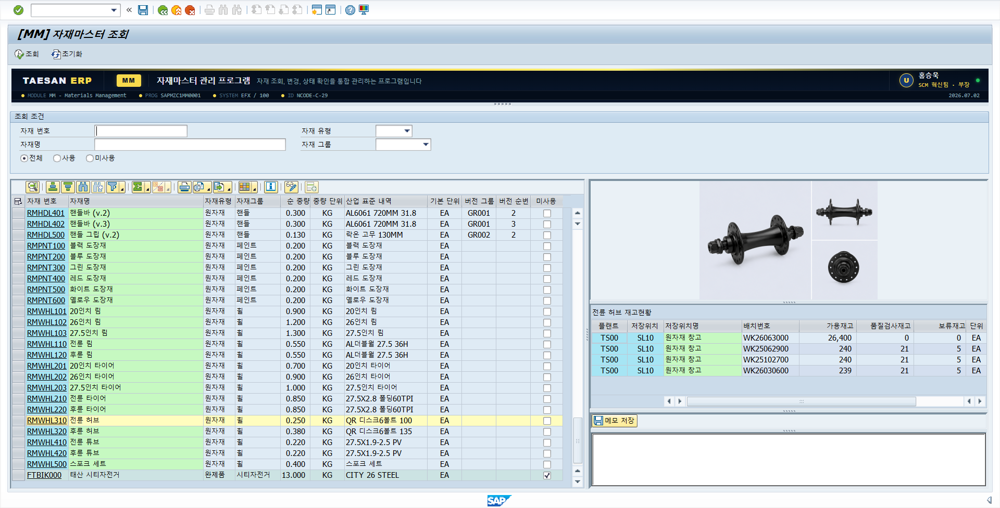 [MM] 자재마스터 조회
조회 초기화
TAESAN ERP MM 자재마스터 관리 프로그램 자재 조회, 변경, 상태 확인을 통합 관리하는 프로그램입니다 U 홍승욱
SCM 혁신팀 · 부장
MODULE MM - Materials Management PROG SAPMZC1MM0001 SYSTEM EFX / 100 ID NCODE-C-29 2026.07.02
조회 조건
자재 번호 자재 유형
자재명 자재 그룹
전체 사용 미사용
자재 번호 자재명 자재유형 자재그룹 순 중량 중량 단위 산업 표준 내역 기본 단위 버전 그룹 버전 순번 미사용
RMHDL401 핸들바 (v.2) 원자재 핸들 0.300 KG AL6061 720MM 31.8 EA GR001 2
RMHDL402 핸들바 (v.3) 원자재 핸들 0.300 KG AL6061 720MM 31.8 EA GR001 3
RMHDL500 핸들 그립 (v.2) 원자재 핸들 0.130 KG 락온 고무 130MM EA GR002 2
RMPNT100 블랙 도장재 원자재 페인트 0.200 KG 블랙 도장재 EA
RMPNT200 블루 도장재 원자재 페인트 0.200 KG 블루 도장재 EA
RMPNT300 그린 도장재 원자재 페인트 0.200 KG 그린 도장재 EA
RMPNT400 레드 도장재 원자재 페인트 0.200 KG 레드 도장재 EA
RMPNT500 화이트 도장재 원자재 페인트 0.200 KG 화이트 도장재 EA
RMPNT600 옐로우 도장재 원자재 페인트 0.200 KG 옐로우 도장재 EA
RMWHL101 20인치 림 원자재 휠 0.900 KG 20인치 림 EA
RMWHL102 26인치 림 원자재 휠 1.200 KG 26인치 림 EA
RMWHL103 27.5인치 림 원자재 휠 1.300 KG 27.5인치 림 EA
RMWHL110 전륜 림 원자재 휠 0.550 KG AL더블월 27.5 36H EA
RMWHL120 후륜 림 원자재 휠 0.550 KG AL더블월 27.5 36H EA
RMWHL201 20인치 타이어 원자재 휠 0.700 KG 20인치 타이어 EA
RMWHL202 26인치 타이어 원자재 휠 0.900 KG 26인치 타이어 EA
RMWHL203 27.5인치 타이어 원자재 휠 1.000 KG 27.5인치 타이어 EA
RMWHL210 전륜 타이어 원자재 휠 0.850 KG 27.5X2.8 폴딩60TPI EA
RMWHL220 후륜 타이어 원자재 휠 0.850 KG 27.5X2.8 폴딩60TPI EA
RMWHL310 전륜 허브 원자재 휠 0.250 KG QR 디스크6볼트 100 EA
RMWHL320 후륜 허브 원자재 휠 0.380 KG QR 디스크6볼트 135 EA
RMWHL410 전륜 튜브 원자재 휠 0.220 KG 27.5X1.9-2.5 PV EA
RMWHL420 후륜 튜브 원자재 휠 0.220 KG 27.5X1.9-2.5 PV EA
RMWHL500 스포크 세트 원자재 휠 0.400 KG 스포크 세트 EA
FTBIK000 태산 시티자전거 완제품 시티자전거 13.000 KG CITY 26 STEEL EA
전륜 허브 재고현황
플랜트 저장위치 저장위치명 배치번호 가용재고 품질검사재고 보류재고 단위
TS00 SL10 원자재 창고 WK26063000 26,400 0 0 EA
TS00 SL10 원자재 창고 WK25062900 240 21 5 EA
TS00 SL10 원자재 창고 WK25102700 240 21 5 EA
TS00 SL10 원자재 창고 WK26030600 239 21 5 EA
메모 저장
SAP